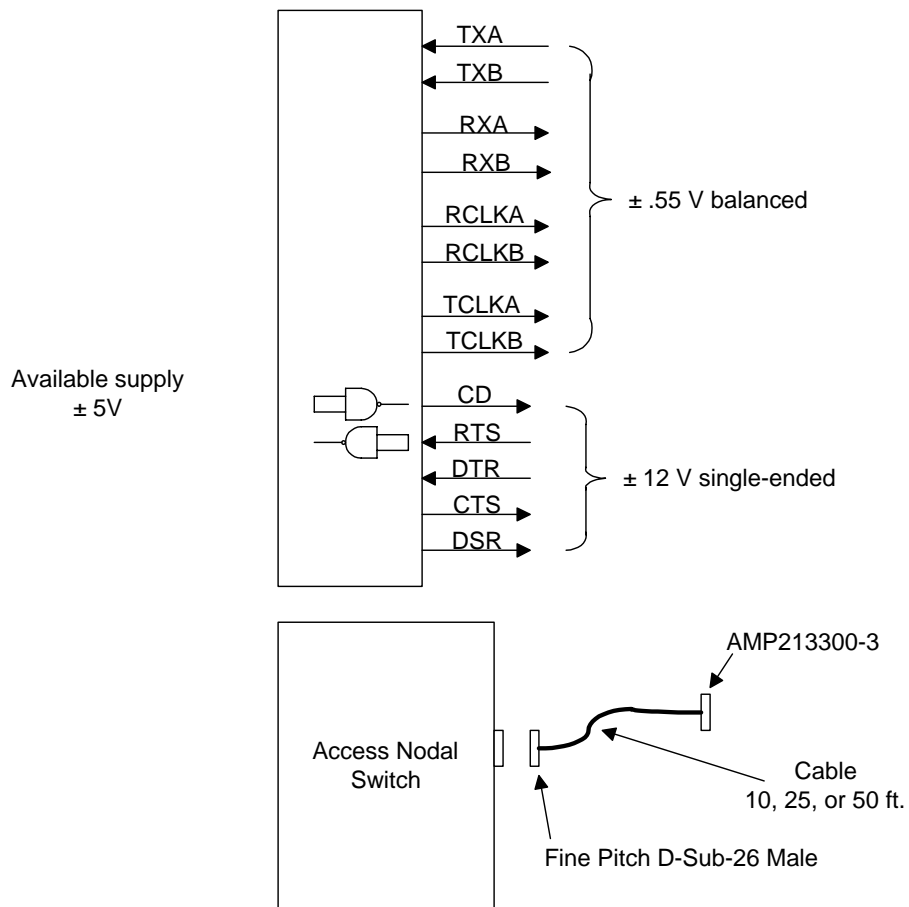 TXA
TXB
RXA
RXB
± .55 V balanced
RCLKA
RCLKB
TCLKA
TCLKB
Available supply
± 5V
CD
RTS
DTR
± 12 V single-ended
CTS
DSR
AMP213300-3
Access Nodal
Switch
Cable
10, 25, or 50 ft.
Fine Pitch D-Sub-26 Male